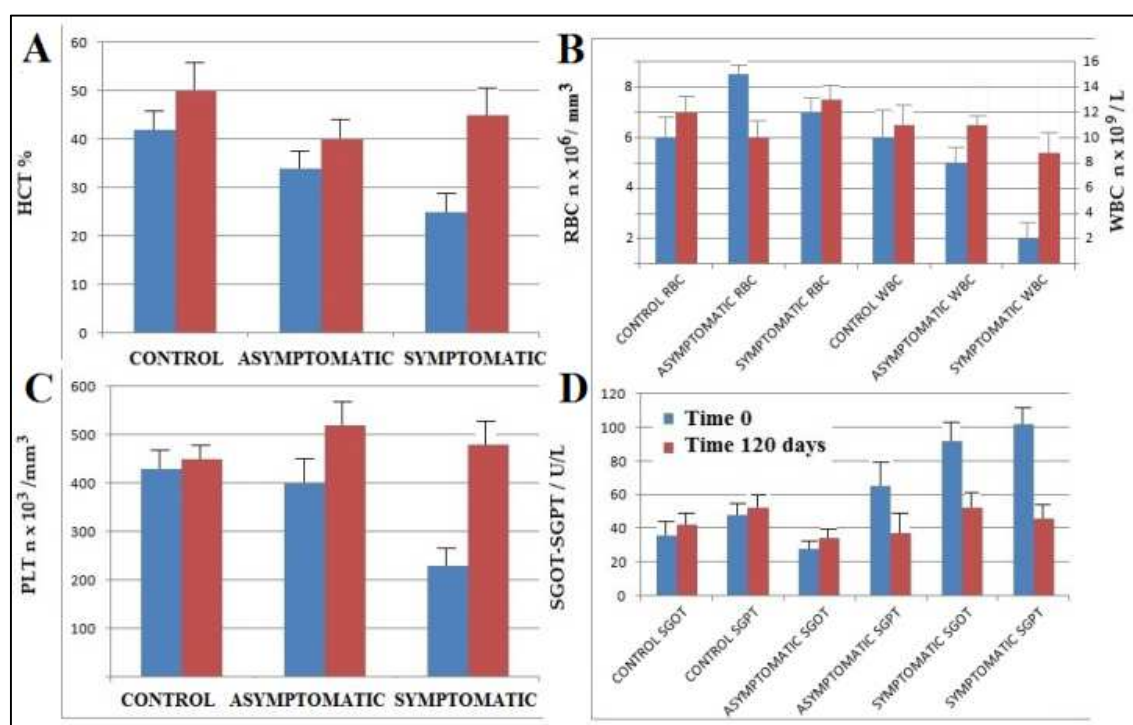 A
HCT %
60
50
40
30
20
10
0
CONTROL ASYMPTOMATIC SYMPTOMATIC
B
RBC n x 10⁶ / mm³
8
6
4
2
WBC n x 10⁹ / L
16
14
12
10
8
6
4
2
CONTROL RBC
ASYMPTOMATIC RBC
SYMPTOMATIC RBC
CONTROL WBC
ASYMPTOMATIC WBC
SYMPTOMATIC WBC
C
PLT n x 10³ /mm³
600
500
400
300
200
100
CONTROL ASYMPTOMATIC SYMPTOMATIC
D
SGOT-SGPT / U/L
120
100
80
60
40
20
0
Time 0
Time 120 days
CONTROL SGOT
CONTROL SGPT
ASYMPTOMATIC SGOT
ASYMPTOMATIC SGPT
SYMPTOMATIC SGOT
SYMPTOMATIC SGPT